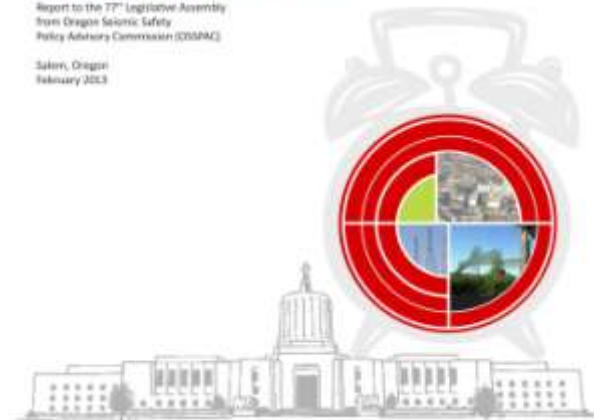 Report to the 77th Legislative Assembly
from Oregon Seismic Safety
Policy Advisory Commission (OSSPAC)
Salem, Oregon
February 2013